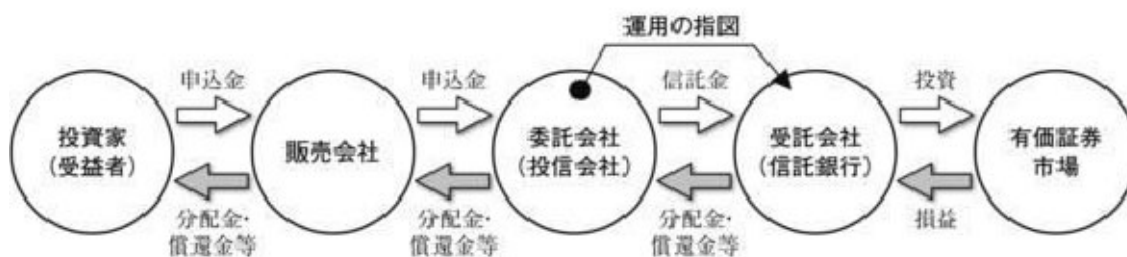 運用の指図
申込金
申込金
信託金
投資
投資家
(受益者)
販売会社
委託会社
(投信会社)
受託会社
(信託銀行)
有価証券
市場
分配金・
償還金等
分配金・
償還金等
分配金・
償還金等
損益